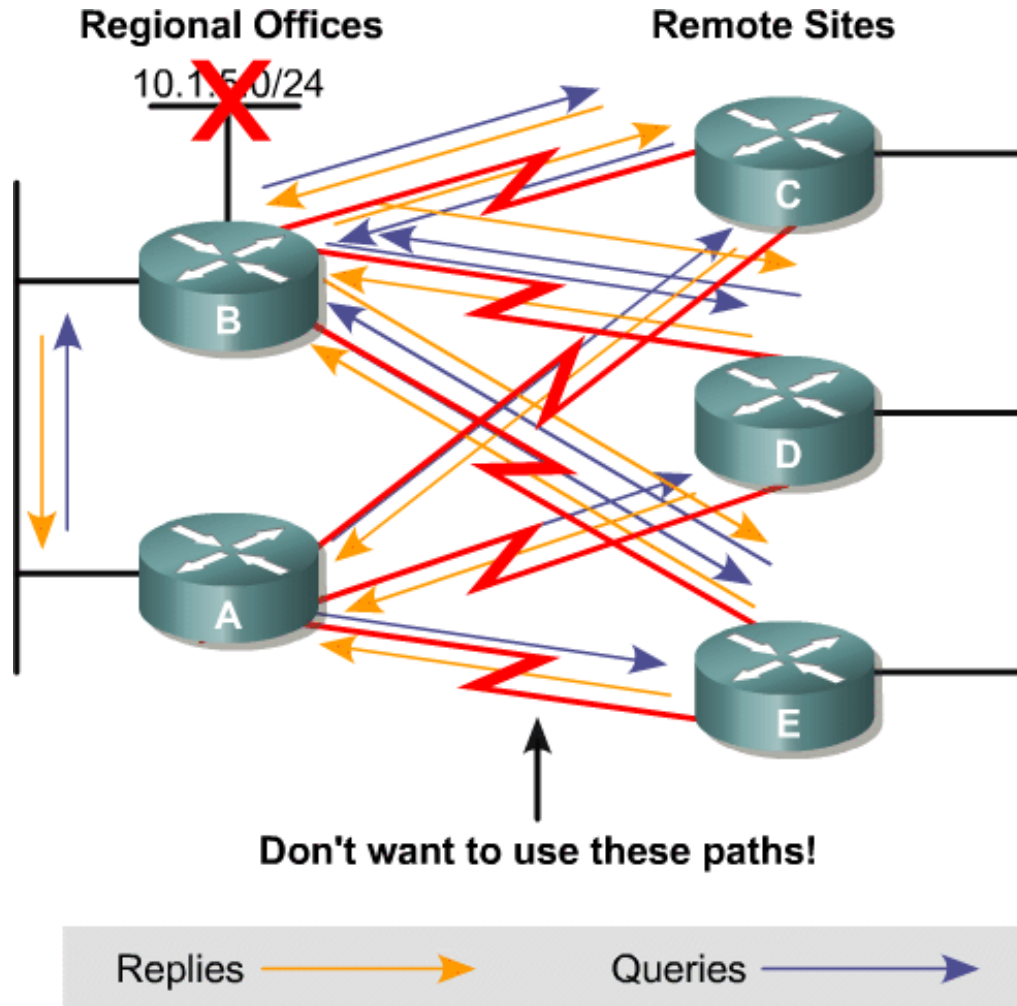 Regional Offices
Remote Sites
10.1.5.0/24
C
B
D
A
E
Don't want to use these paths!
Replies
Queries